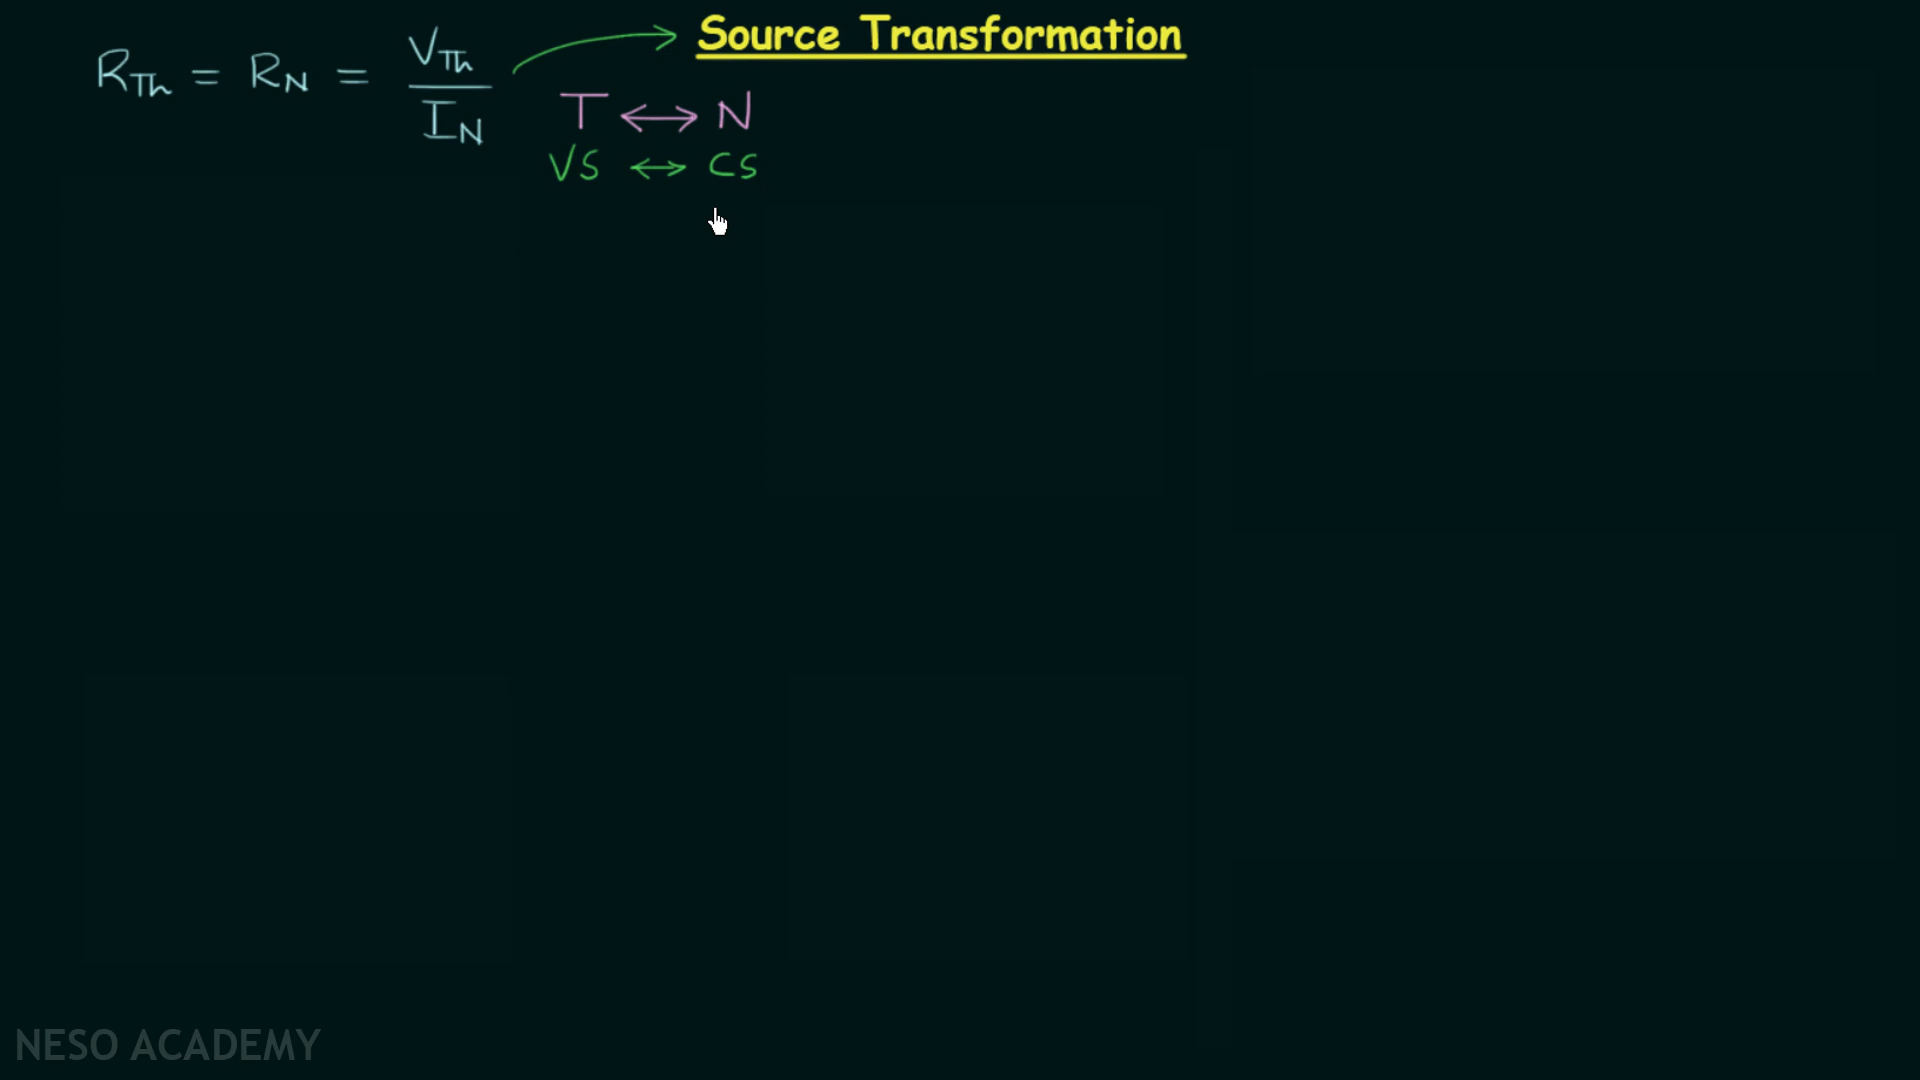 Source Transformation
R_Th = R_N = V_Th / I_N
T ↔ N
VS ↔ CS
NESO ACADEMY